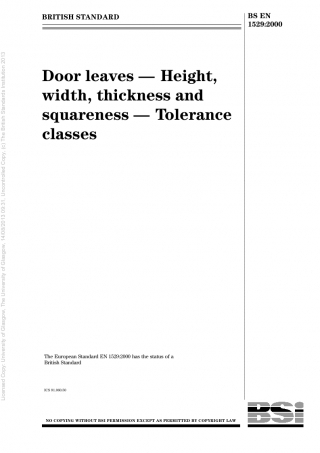 BRITISH STANDARD
BS EN
1529:2000
Door leaves — Height,
width, thickness and
squareness — Tolerance
classes
The European Standard EN 1529:2000 has the status of a
British Standard
ICS 91.060.50
NO COPYING WITHOUT BSI PERMISSION EXCEPT AS PERMITTED BY COPYRIGHT LAW
BSi
Licensed Copy: University of Glasgow, The University of Glasgow, 14/03/2013 09:31, Uncontrolled Copy, (c) The British Standards Institution 2013